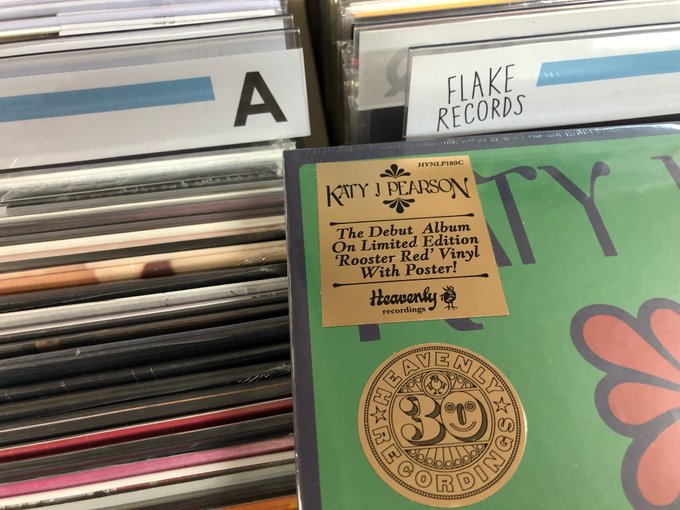 A
FLAKE
RECORDS
HVNLP180C
KATY J PEARSON
The Debut Album
On Limited Edition
'Rooster Red' Vinyl
With Poster!
Heavenly
recordings
HEAVENLY
30
RECORDINGS